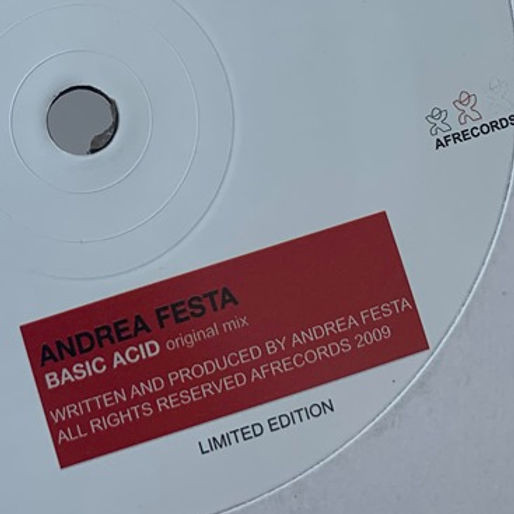 AFRECORDS
ANDREA FESTA
BASIC ACID original mix
WRITTEN AND PRODUCED BY ANDREA FESTA
ALL RIGHTS RESERVED AFRECORDS 2009
LIMITED EDITION